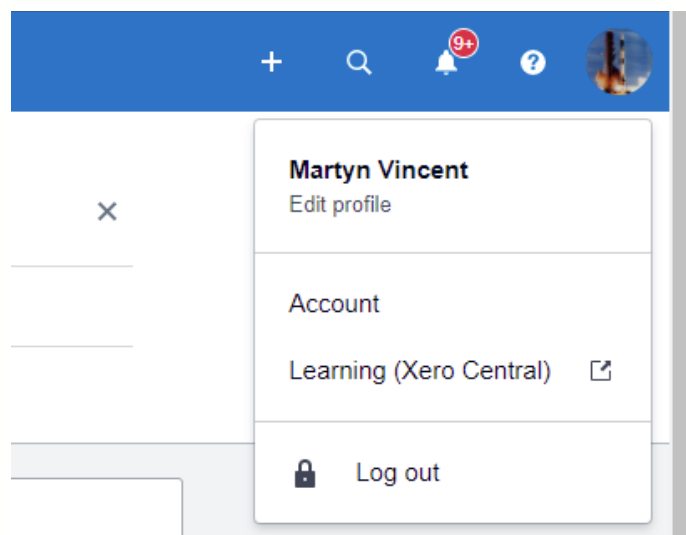 9+
?
Martyn Vincent
Edit profile
Account
Learning (Xero Central)
Log out